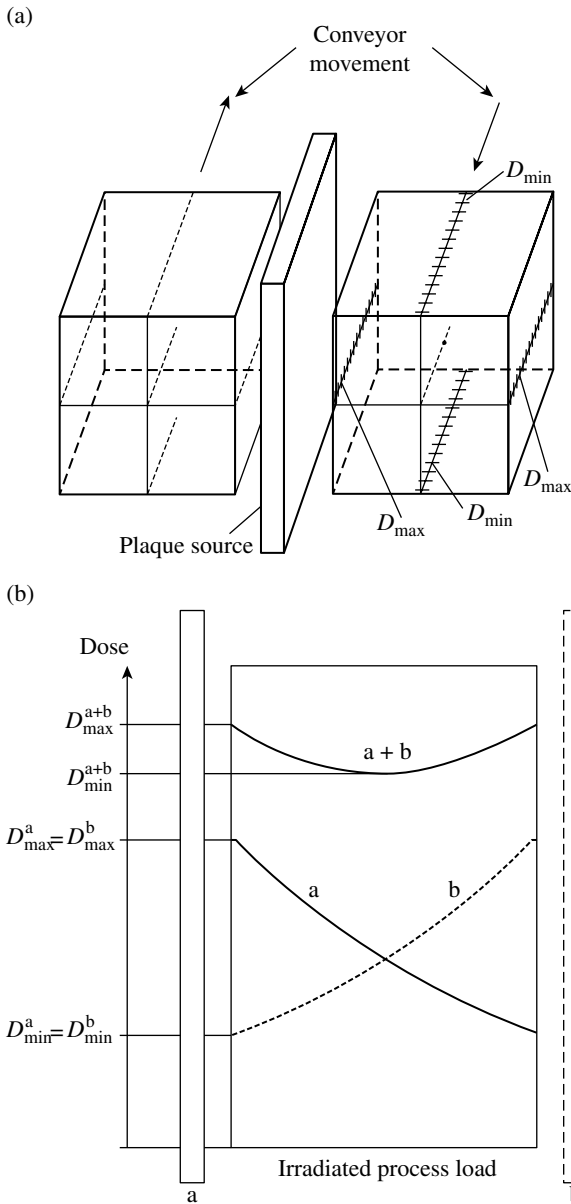 (a)
Conveyor
movement
D_min
D_max
D_max
D_min
Plaque source
(b)
Dose
D_max^a+b
a + b
D_min^a+b
D_max^a = D_max^b
a
b
D_min^a = D_min^b
Irradiated process load
a